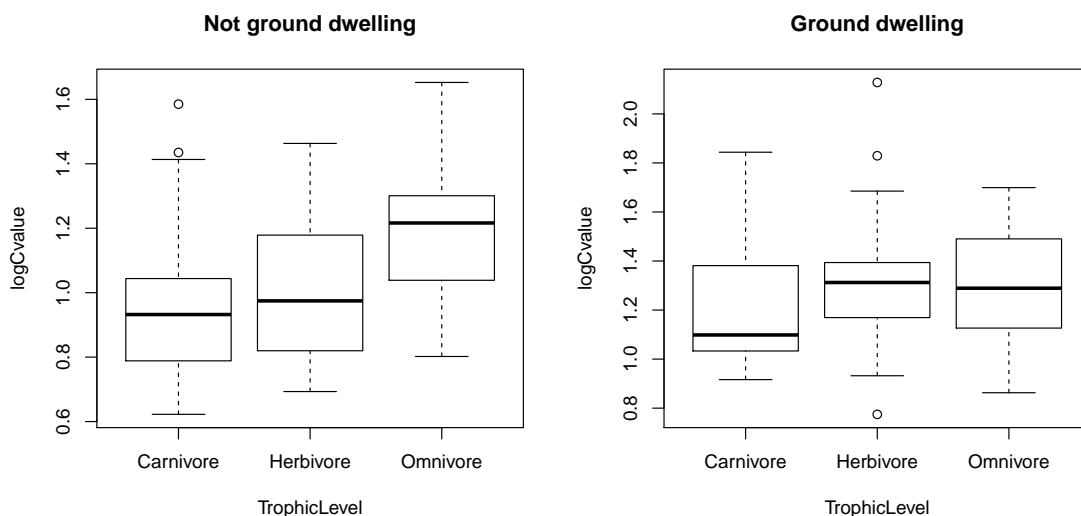 Not ground dwelling
logCvalue
1.6
1.4
1.2
1.0
0.8
0.6
Carnivore Herbivore Omnivore
TrophicLevel
Ground dwelling
logCvalue
2.0
1.8
1.6
1.4
1.2
1.0
0.8
Carnivore Herbivore Omnivore
TrophicLevel